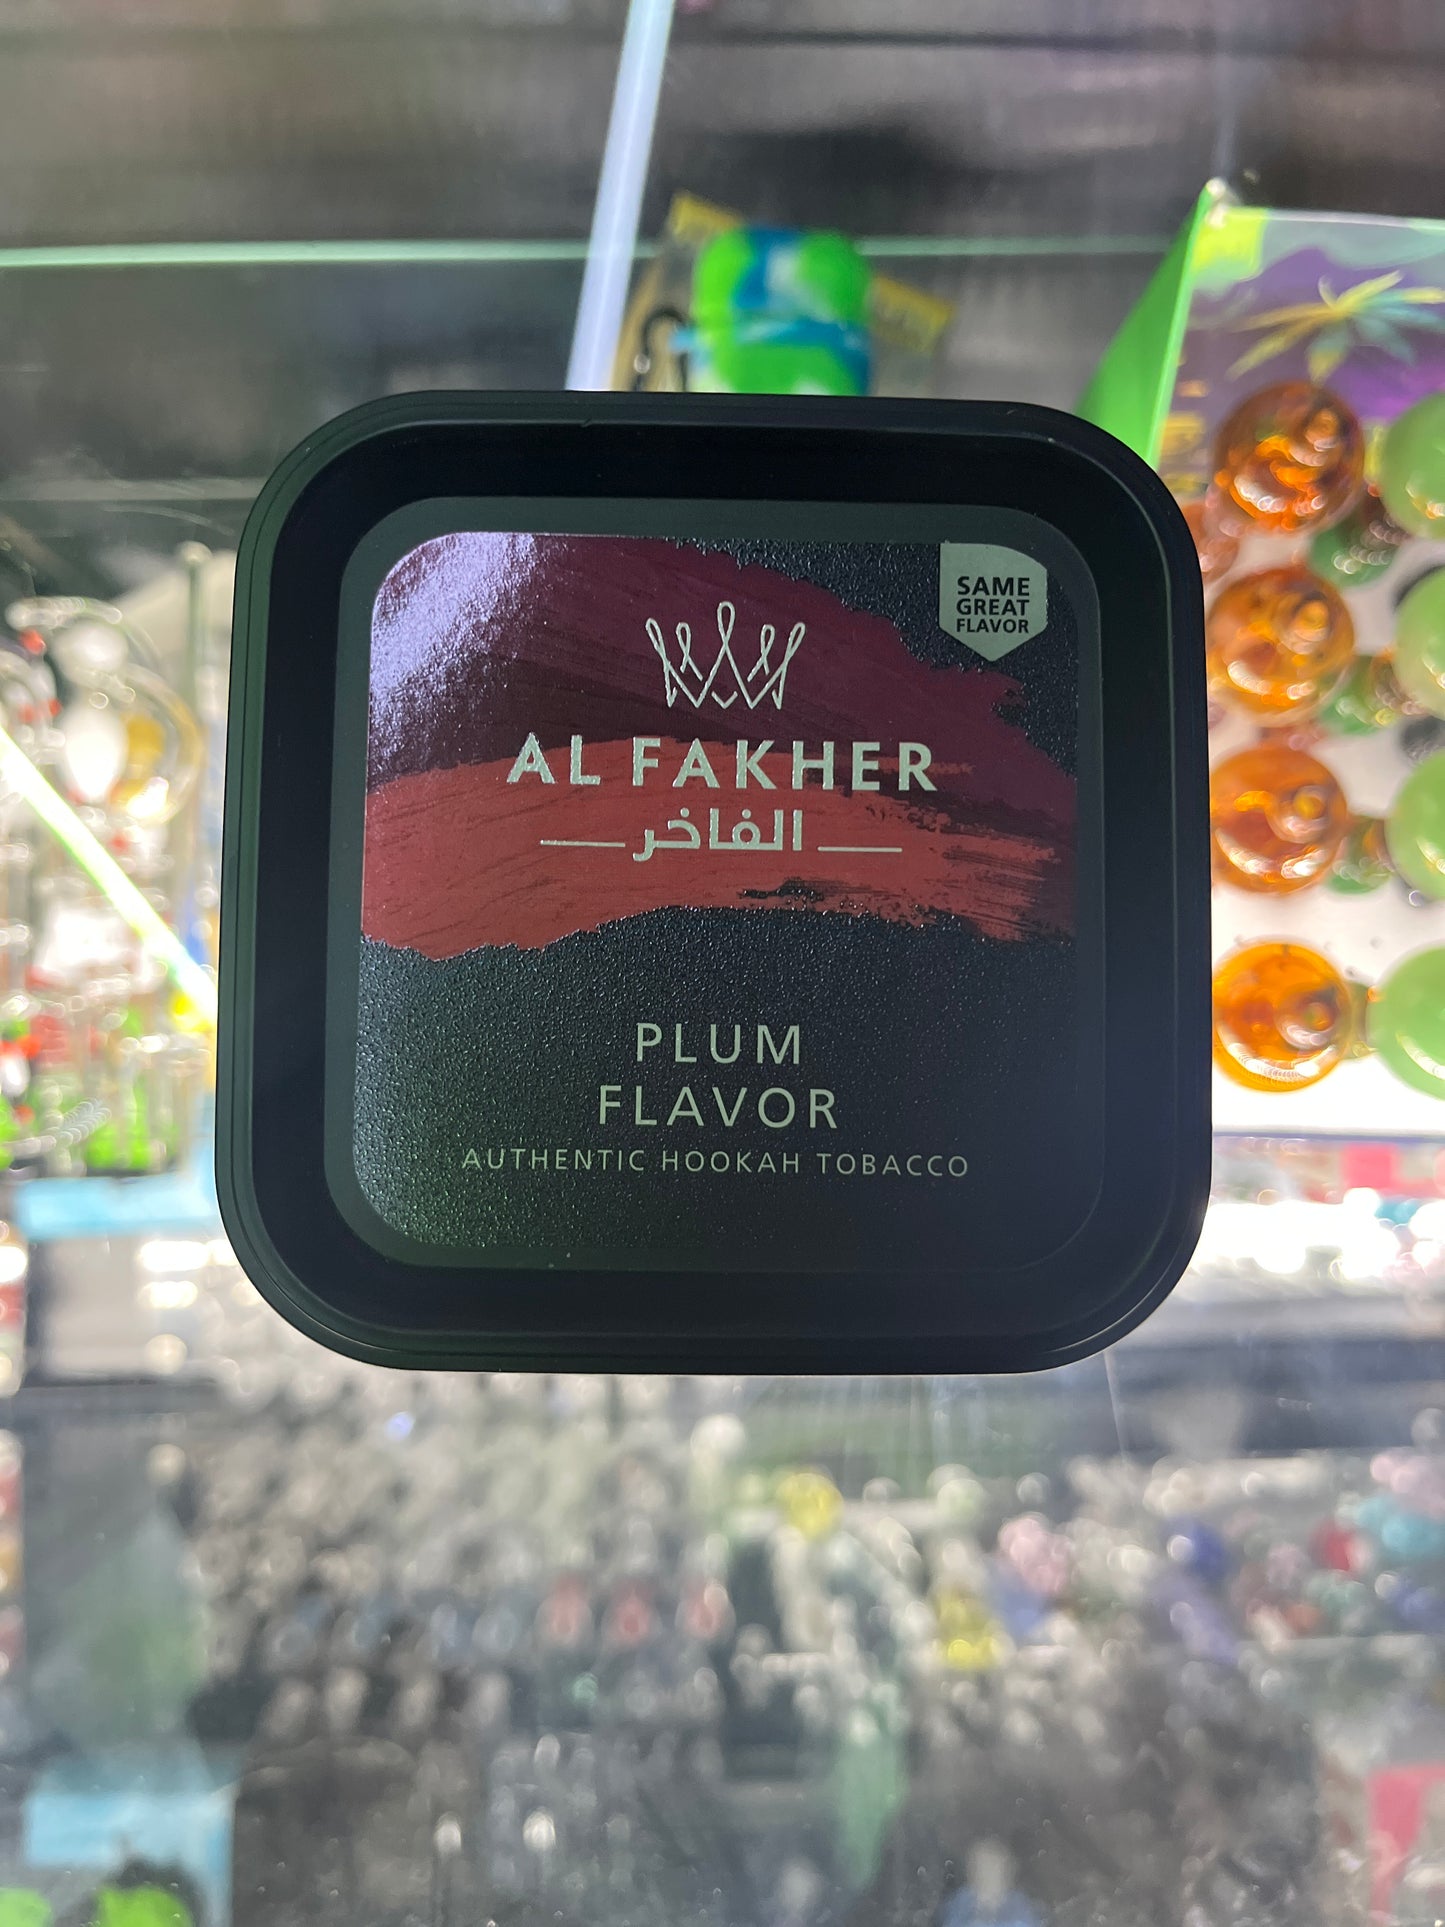 SAME
GREAT
FLAVOR
AL FAKHER
الفاخر
PLUM
FLAVOR
AUTHENTIC HOOKAH TOBACCO